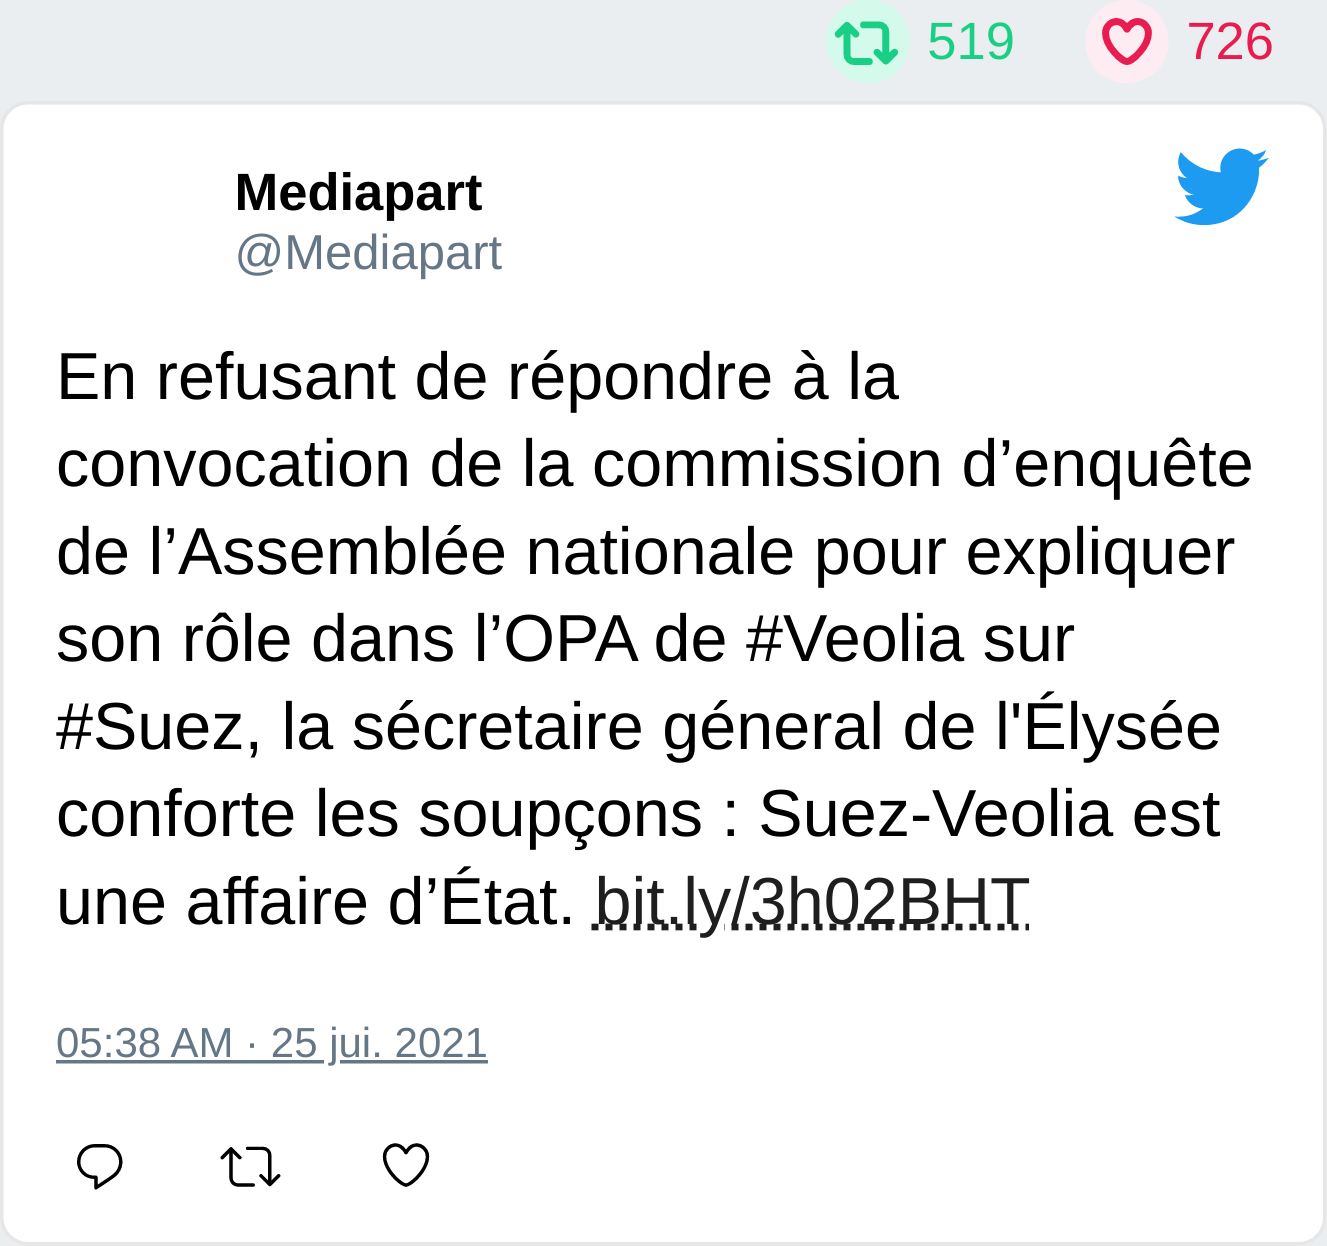 519 726
Mediapart
@Mediapart
En refusant de répondre à la
convocation de la commission d’enquête
de l’Assemblée nationale pour expliquer
son rôle dans l’OPA de #Veolia sur
#Suez, la sécretaire géneral de l'Élysée
conforte les soupçons : Suez-Veolia est
une affaire d’État. bit.ly/3h02BHT
05:38 AM · 25 jui. 2021